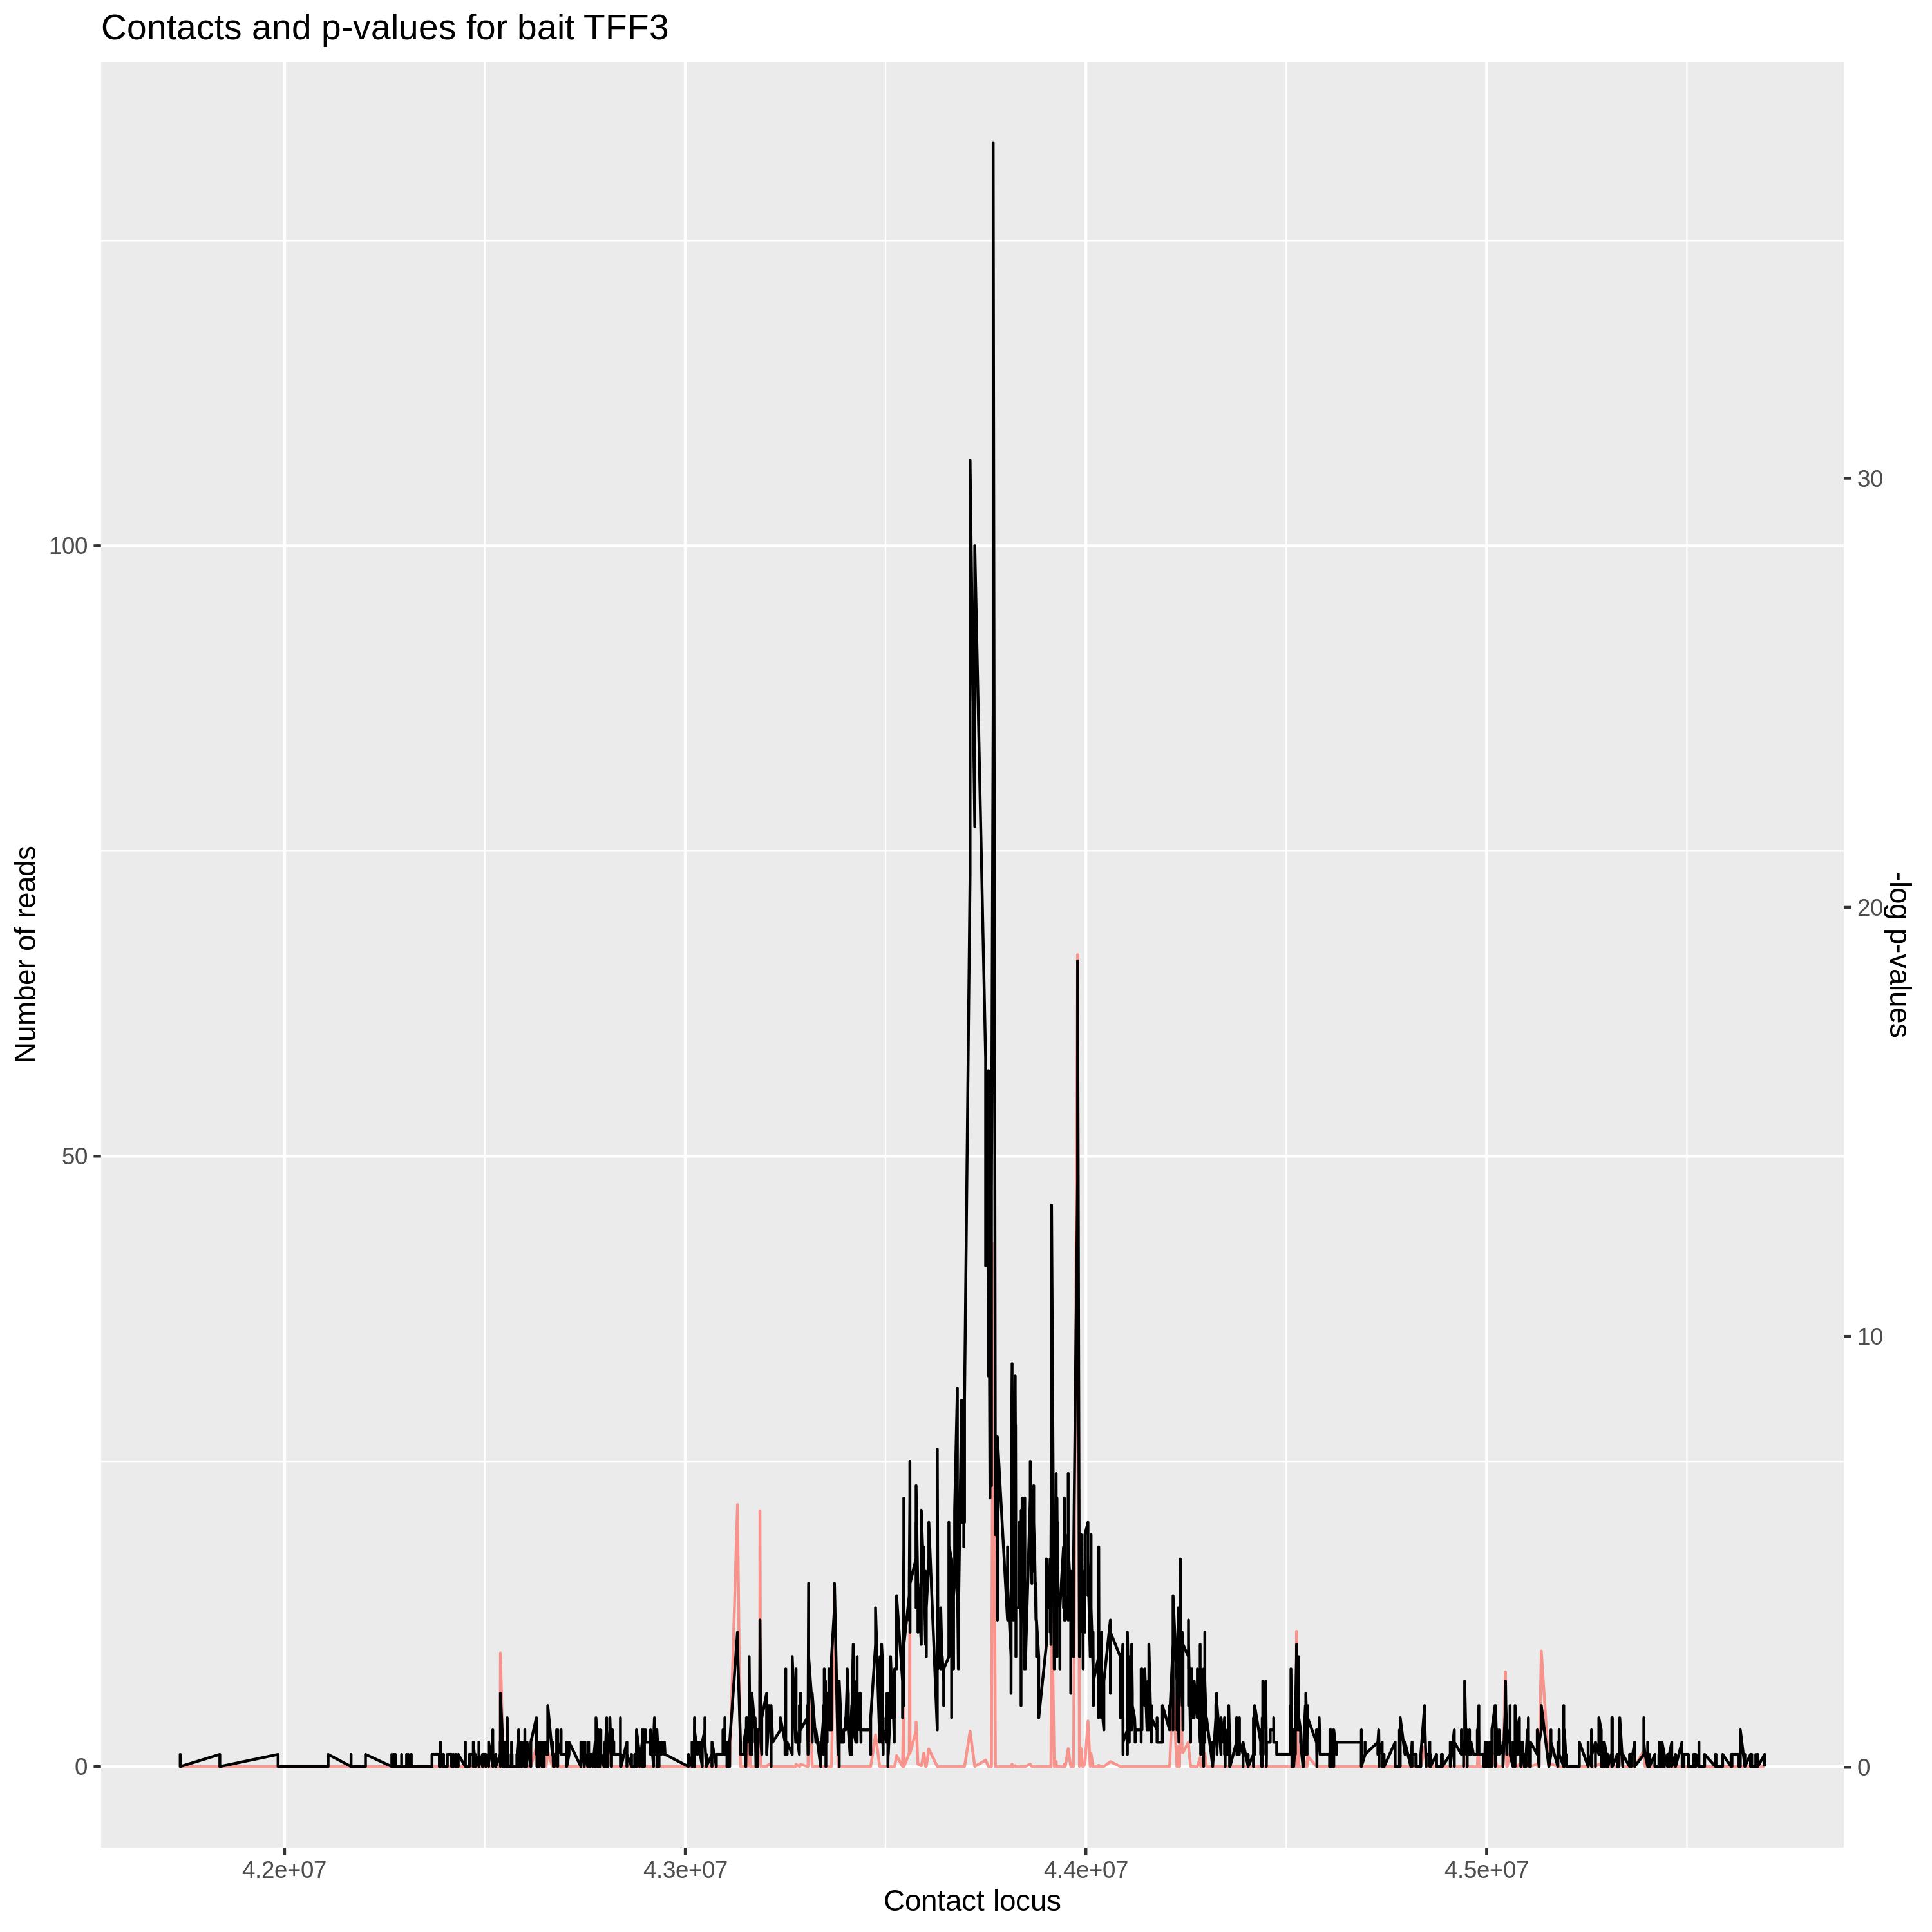 Contacts and p-values for bait TFF3
Number of reads
100
50
0
30
20
10
0
-log p-values
4.2e+07
4.3e+07
4.4e+07
4.5e+07
Contact locus